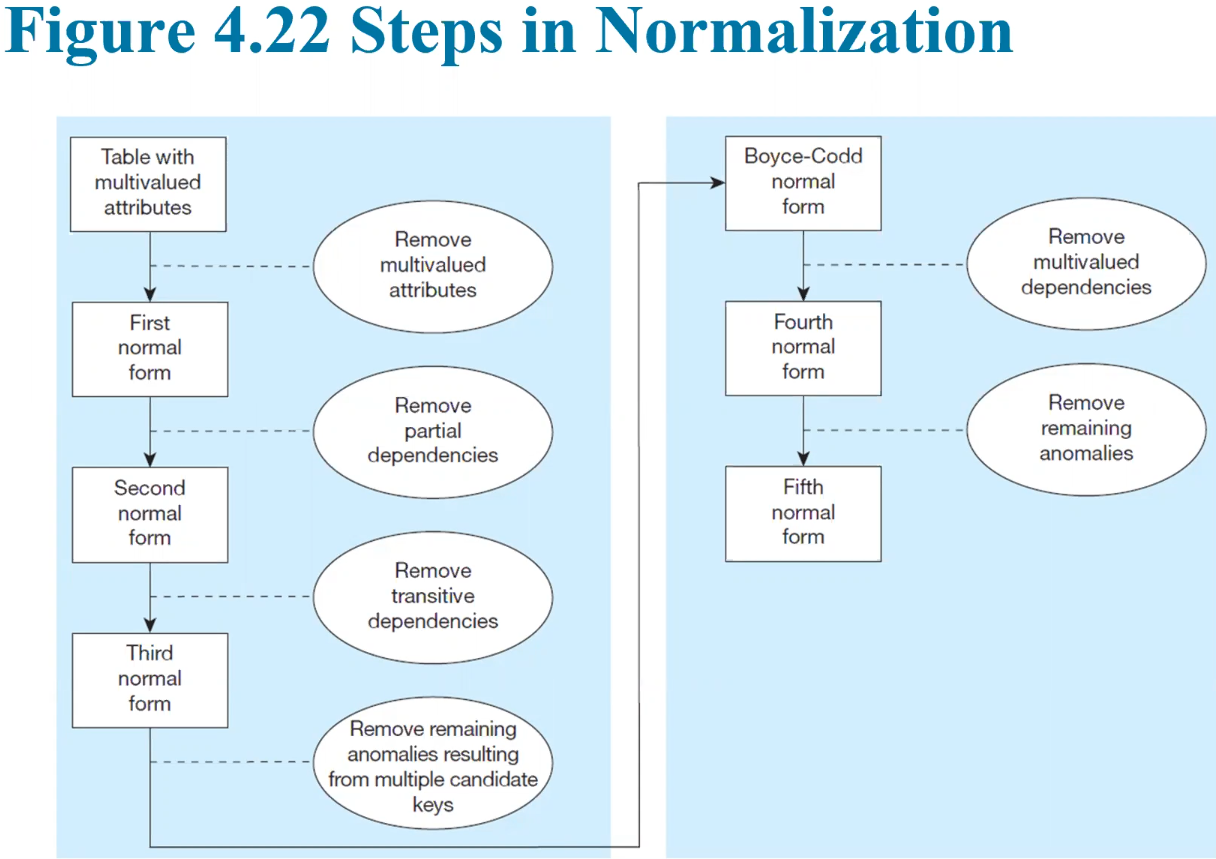 Figure 4.22 Steps in Normalization
Table with
multivalued
attributes
Remove
multivalued
attributes
First
normal
form
Remove
partial
dependencies
Second
normal
form
Remove
transitive
dependencies
Third
normal
form
Remove remaining
anomalies resulting
from multiple candidate
keys
Boyce-Codd
normal
form
Remove
multivalued
dependencies
Fourth
normal
form
Remove
remaining
anomalies
Fifth
normal
form